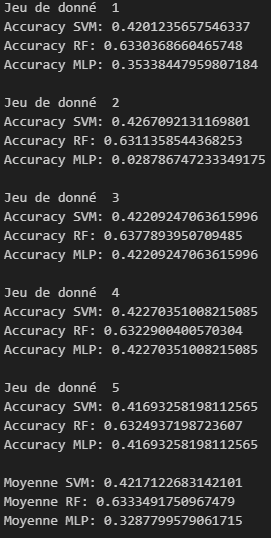 Jeu de donné  1
Accuracy SVM: 0.4201235657546337
Accuracy RF: 0.6330368660465748
Accuracy MLP: 0.35338447959807184

Jeu de donné  2
Accuracy SVM: 0.4267092131169801
Accuracy RF: 0.6311358544368253
Accuracy MLP: 0.028786747233349175

Jeu de donné  3
Accuracy SVM: 0.42209247063615996
Accuracy RF: 0.6377893950709485
Accuracy MLP: 0.42209247063615996

Jeu de donné  4
Accuracy SVM: 0.42270351008215085
Accuracy RF: 0.6322900400570304
Accuracy MLP: 0.42270351008215085

Jeu de donné  5
Accuracy SVM: 0.41693258198112565
Accuracy RF: 0.6324937198723607
Accuracy MLP: 0.41693258198112565

Moyenne SVM: 0.4217122683142101
Moyenne RF: 0.6333491750967479
Moyenne MLP: 0.3287799579061715